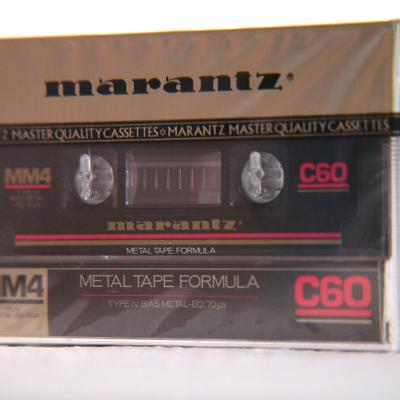 marantz
Z MASTER QUALITY CASSETTES ◇ MARANTZ MASTER QUALITY CASSETTES
MM4
C60
marantz
METAL TAPE FORMULA
MM4
METAL TAPE FORMULA
C60
TYPE IV BIAS METAL-EQ: 70µs